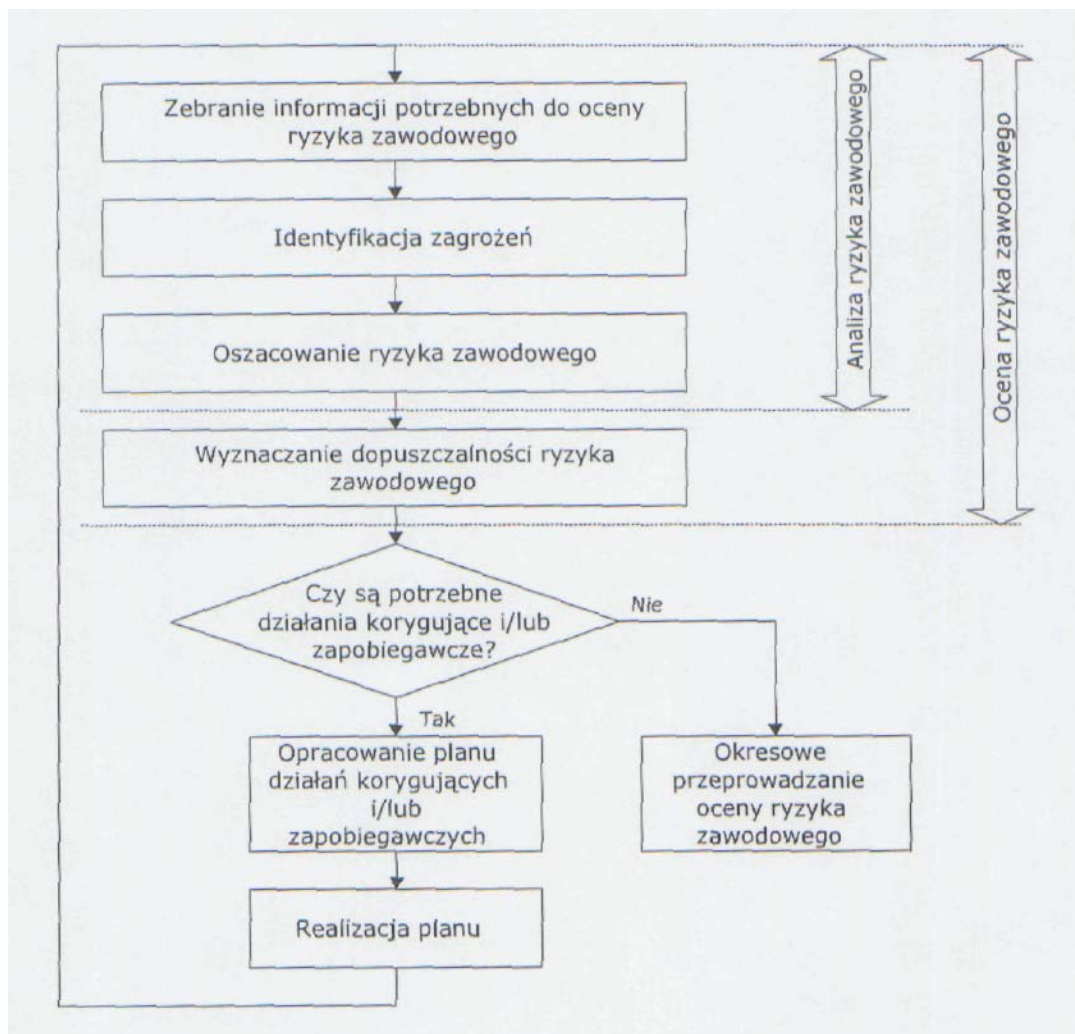 Zebranie informacji potrzebnych do oceny
ryzyka zawodowego
Identyfikacja zagrożeń
Oszacowanie ryzyka zawodowego
Wyznaczanie dopuszczalności ryzyka
zawodowego
Analiza ryzyka zawodowego
Ocena ryzyka zawodowego
Czy są potrzebne
działania korygujące i/lub
zapobiegawcze?
Nie
Tak
Opracowanie planu
działań korygujących
i/lub
zapobiegawczych
Okresowe
przeprowadzanie
oceny ryzyka
zawodowego
Realizacja planu